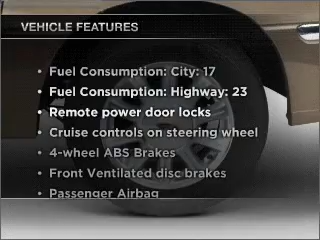 VEHICLE FEATURES
• Fuel Consumption: City: 17
• Fuel Consumption: Highway: 23
• Remote power door locks
• Cruise controls on steering wheel
• 4-wheel ABS Brakes
• Front Ventilated disc brakes
• Passenger Airbag